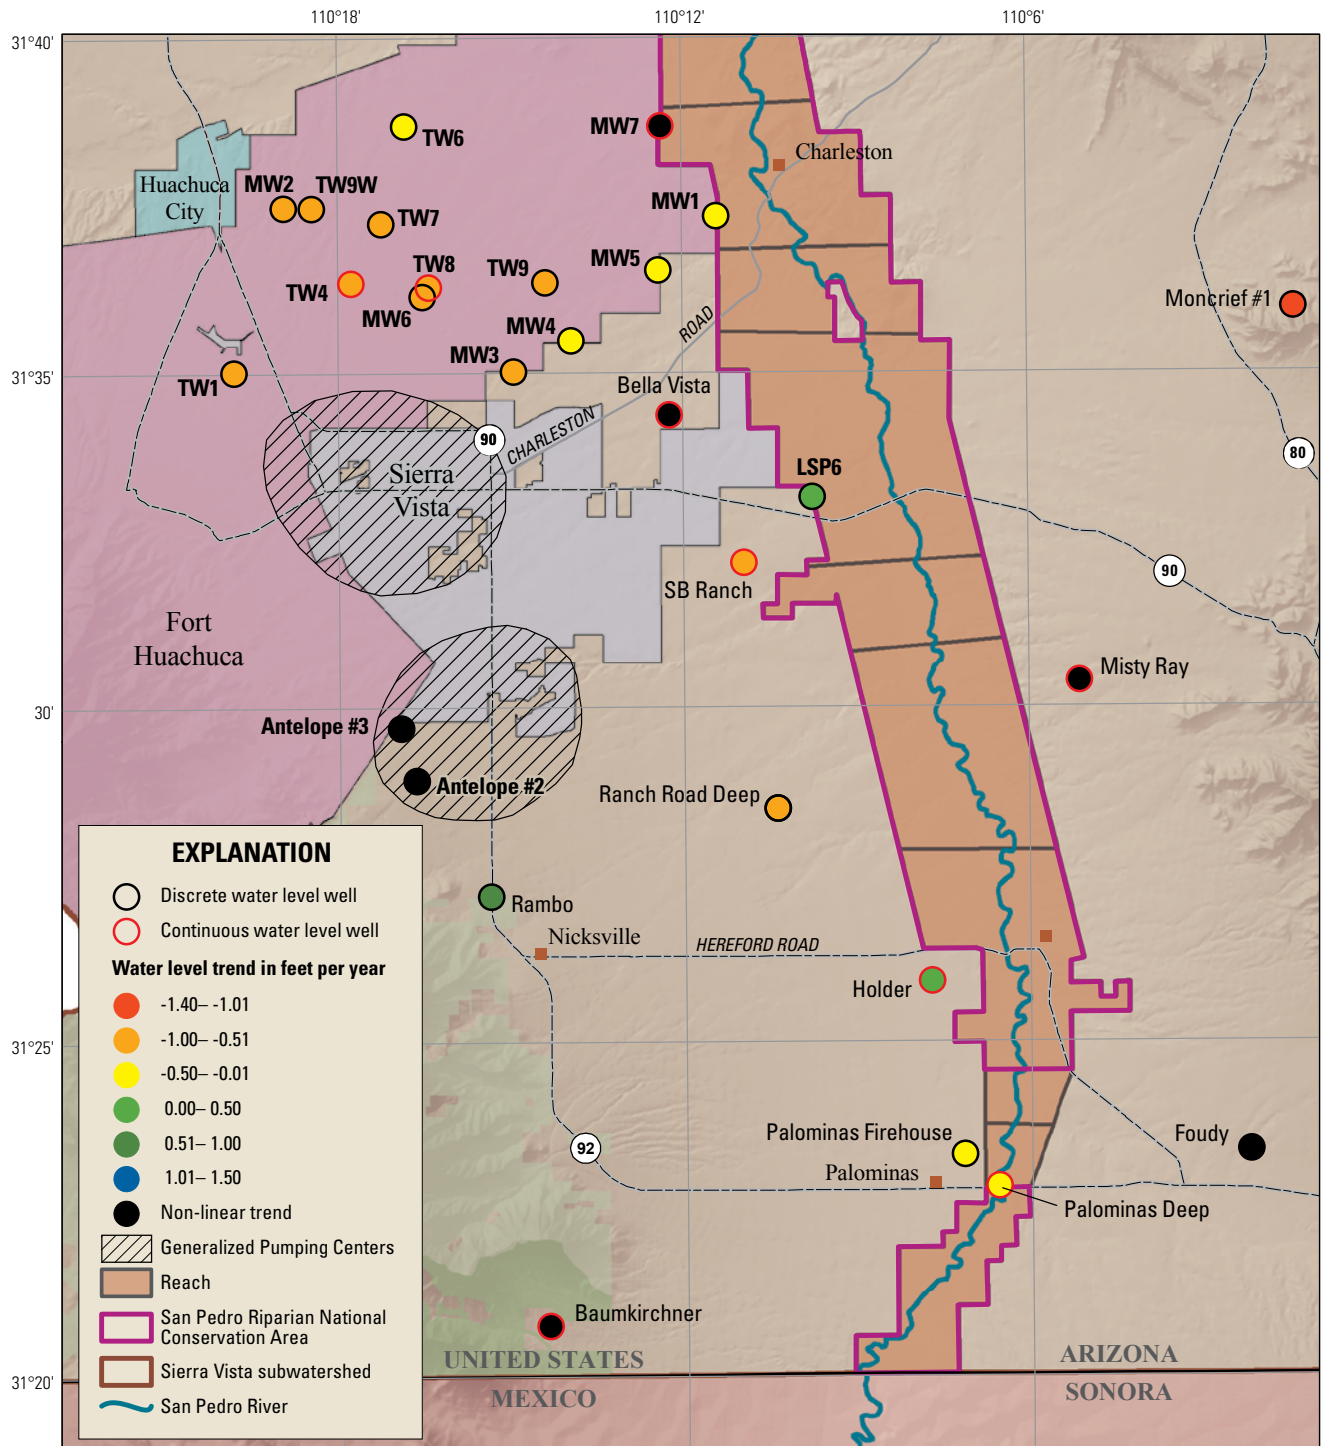 110°18'
110°12'
110°6'
31°40'
TW6
MW7
Charleston
Huachuca
City
MW2
TW9W
TW7
MW1
TW4
TW8
MW6
TW9
MW5
Moncrief #1
MW4
ROAD
MW3
TW1
31°35'
Bella Vista
90
CHARLESTON
80
Sierra
Vista
LSP6
90
SB Ranch
Fort
Huachuca
Misty Ray
30'
Antelope #3
Antelope #2
Ranch Road Deep
Rambo
Nicksville
HEREFORD ROAD
Holder
31°25'
92
Palominas Firehouse
Foudy
Palominas
Palominas Deep
Baumkirchner
UNITED STATES
MEXICO
ARIZONA
SONORA
31°20'
EXPLANATION
Discrete water level well
Continuous water level well
Water level trend in feet per year
-1.40– -1.01
-1.00– -0.51
-0.50– -0.01
0.00– 0.50
0.51– 1.00
1.01– 1.50
Non-linear trend
Generalized Pumping Centers
Reach
San Pedro Riparian National
Conservation Area
Sierra Vista subwatershed
San Pedro River